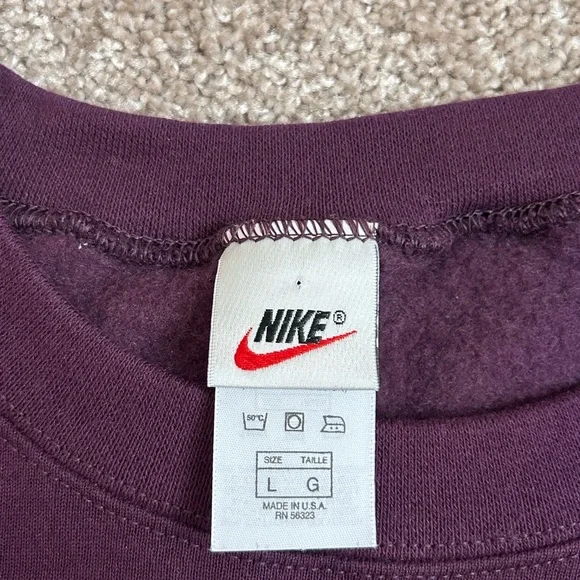 NIKE®
50°C
SIZE TAILLE
L G
MADE IN U.S.A.
RN 56323